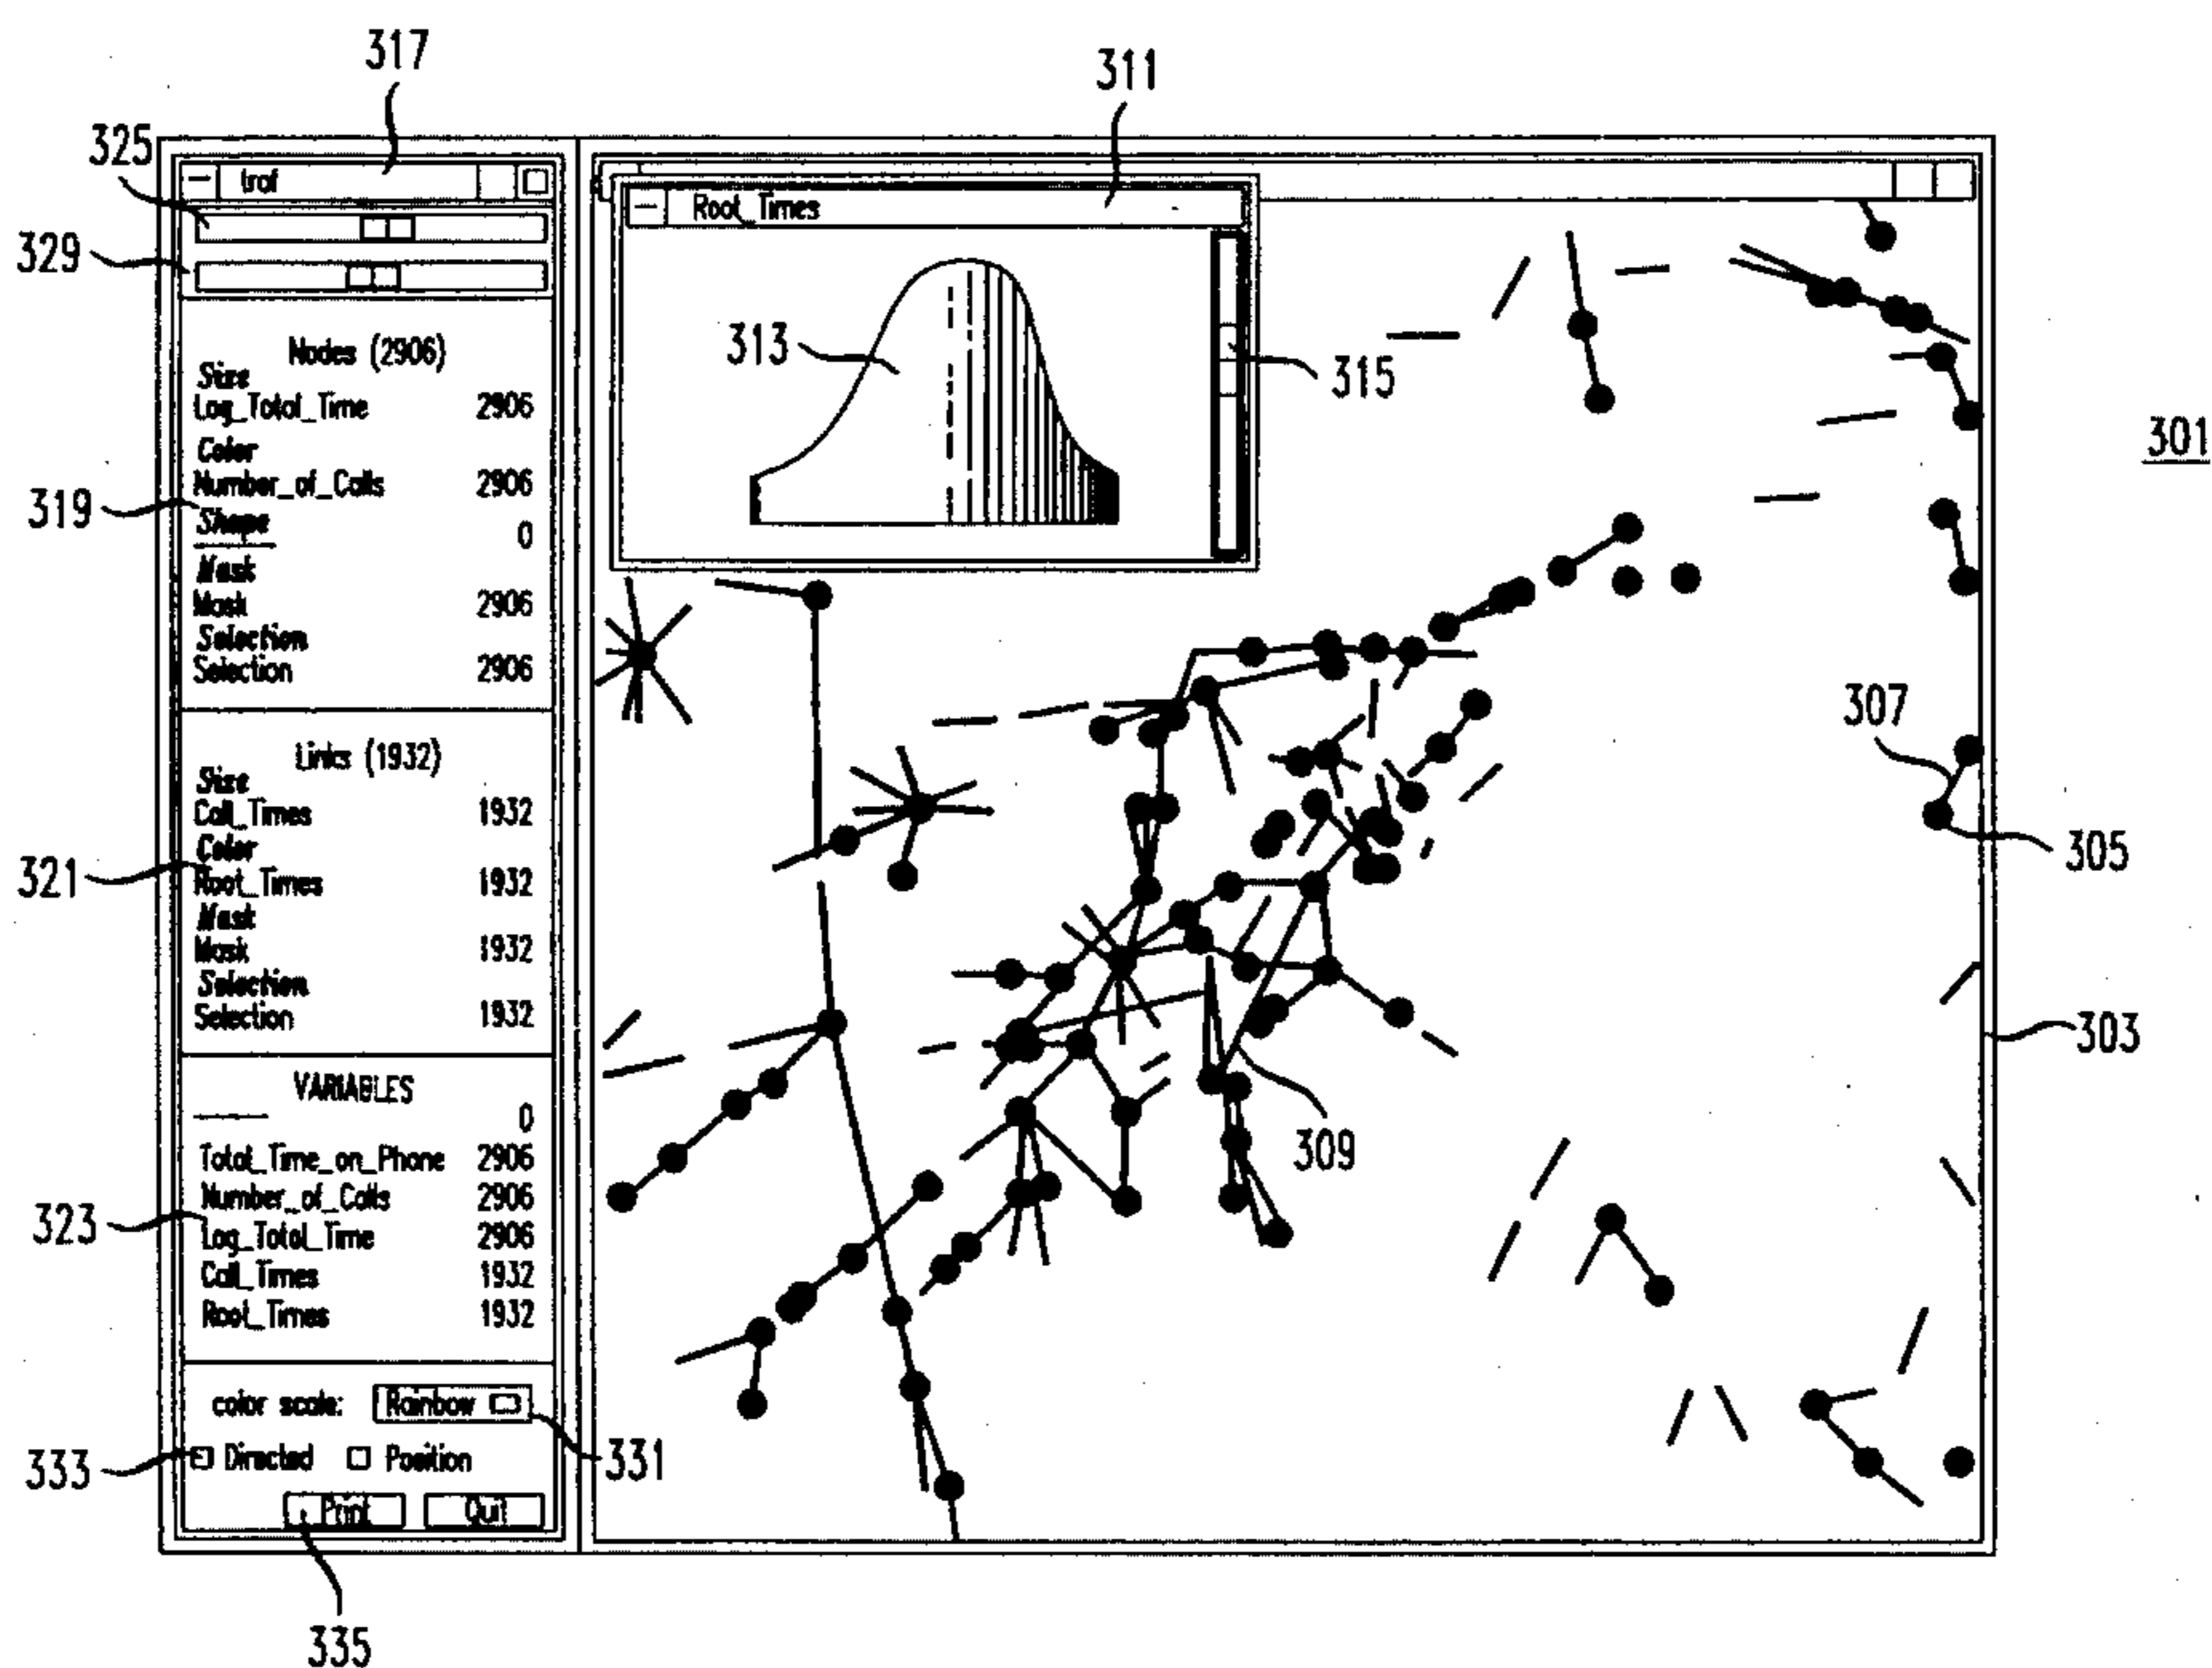 317
311
325
trof
Root_Times
329
313
315
301
Nodes (2906)
Size
Log_Total_Time 2906
Color
Number_of_Calls 2906
319
Shape
0
Mask
Mask 2906
Selection
Selection 2906
307
Links (1932)
Size
Call_Times 1932
Color
305
321
Root_Times 1932
Mask
Mask 1932
Selection
Selection 1932
303
VARIABLES
0
309
Total_Time_on_Phone 2906
Number_of_Calls 2906
323
Log_Total_Time 2906
Call_Times 1932
Root_Times 1932
color scale: Rainbow
333
Directed Position
331
Print Quit
335